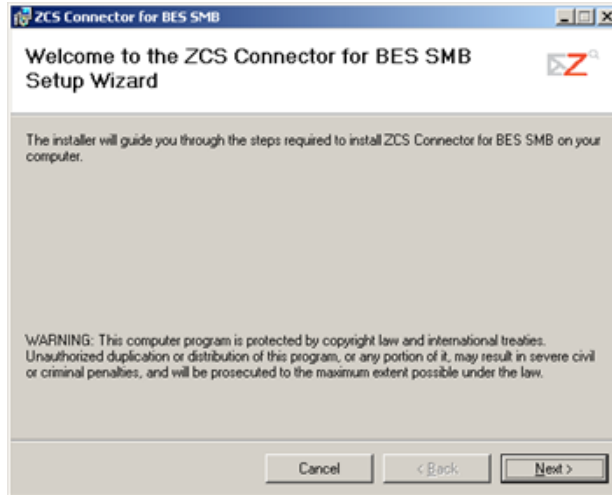 ZCS Connector for BES SMB
Welcome to the ZCS Connector for BES SMB
Setup Wizard
Z
The installer will guide you through the steps required to install ZCS Connector for BES SMB on your
computer.
WARNING: This computer program is protected by copyright law and international treaties.
Unauthorized duplication or distribution of this program, or any portion of it, may result in severe civil
or criminal penalties, and will be prosecuted to the maximum extent possible under the law.
Cancel < Back Next >